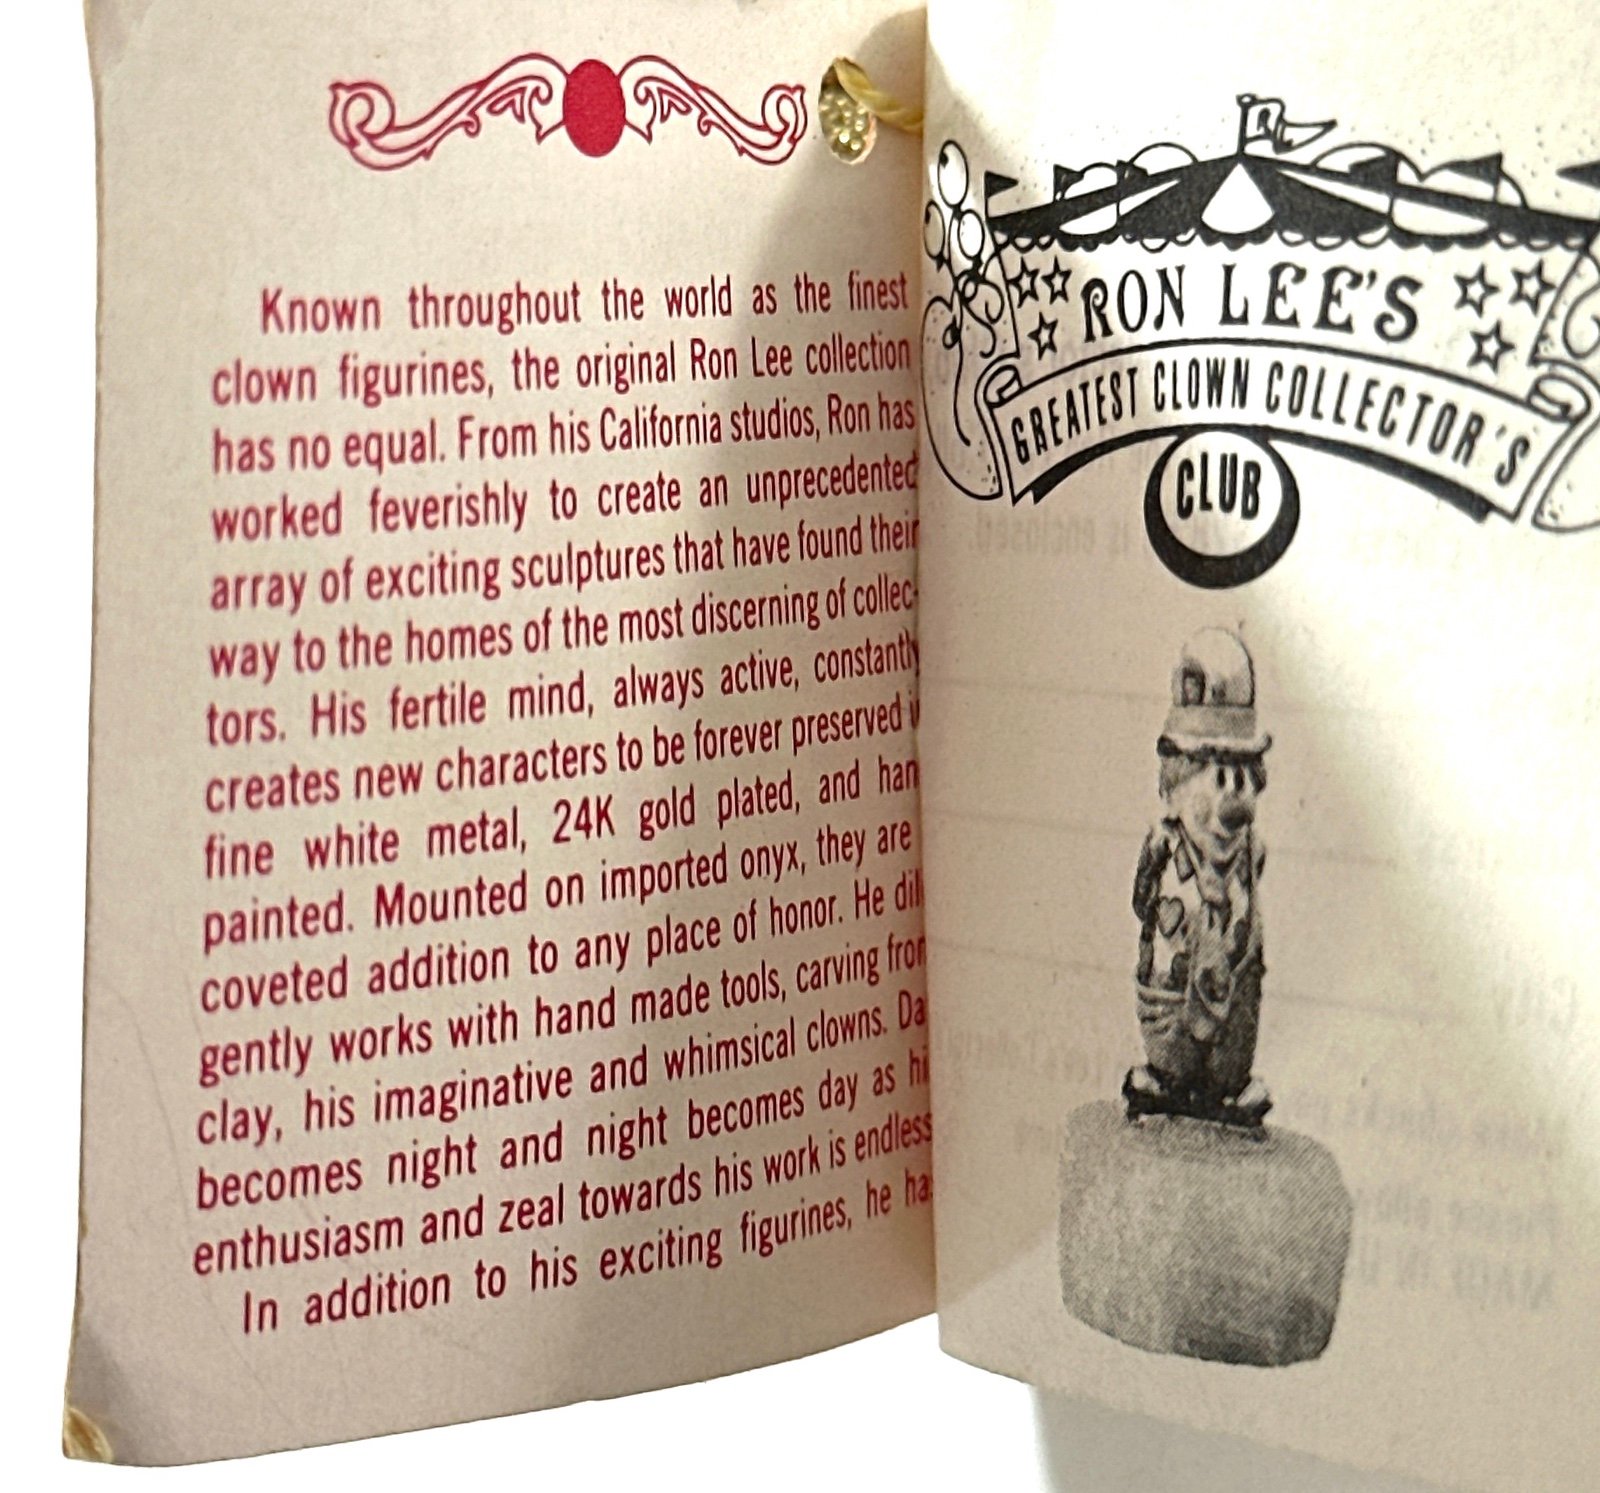 Known throughout the world as the finest
clown figurines, the original Ron Lee collection
has no equal. From his California studios, Ron has
worked feverishly to create an unprecedented
array of exciting sculptures that have found their
way to the homes of the most discerning of collec-
tors. His fertile mind, always active, constantly
creates new characters to be forever preserved
fine white metal, 24K gold plated, and han
painted. Mounted on imported onyx, they are
coveted addition to any place of honor. He dili
gently works with hand made tools, carving from
clay, his imaginative and whimsical clowns. Da
becomes night and night becomes day as hi
enthusiasm and zeal towards his work is endless
In addition to his exciting figurines, he ha
RON LEE'S
GREATEST CLOWN COLLECTOR'S
CLUB